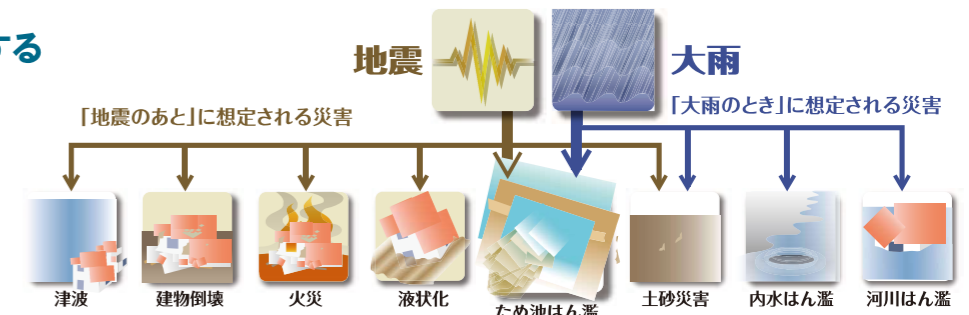 する
地震
大雨
「地震のあと」に想定される災害
「大雨のとき」に想定される災害
津波
建物倒壊
火災
液状化
ため池はん濫
土砂災害
内水はん濫
河川はん濫